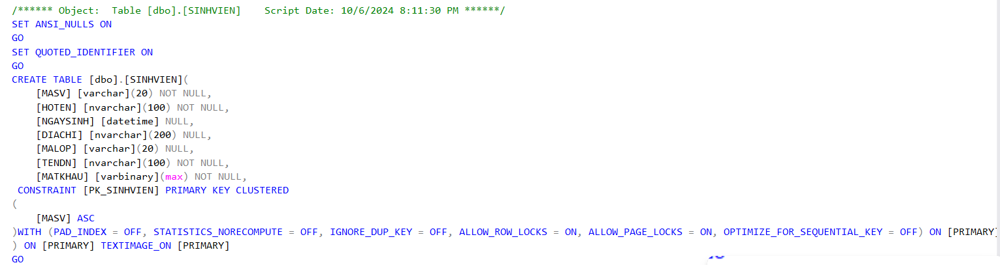 /****** Object:  Table [dbo].[SINHVIEN]    Script Date: 10/6/2024 8:11:30 PM ******/
SET ANSI_NULLS ON
GO
SET QUOTED_IDENTIFIER ON
GO
CREATE TABLE [dbo].[SINHVIEN](
    [MASV] [varchar](20) NOT NULL,
    [HOTEN] [nvarchar](100) NOT NULL,
    [NGAYSINH] [datetime] NULL,
    [DIACHI] [nvarchar](200) NULL,
    [MALOP] [varchar](20) NULL,
    [TENDN] [nvarchar](100) NOT NULL,
    [MATKHAU] [varbinary](max) NOT NULL,
 CONSTRAINT [PK_SINHVIEN] PRIMARY KEY CLUSTERED
(
    [MASV] ASC
)WITH (PAD_INDEX = OFF, STATISTICS_NORECOMPUTE = OFF, IGNORE_DUP_KEY = OFF, ALLOW_ROW_LOCKS = ON, ALLOW_PAGE_LOCKS = ON, OPTIMIZE_FOR_SEQUENTIAL_KEY = OFF) ON [PRIMARY]
) ON [PRIMARY] TEXTIMAGE_ON [PRIMARY]
GO